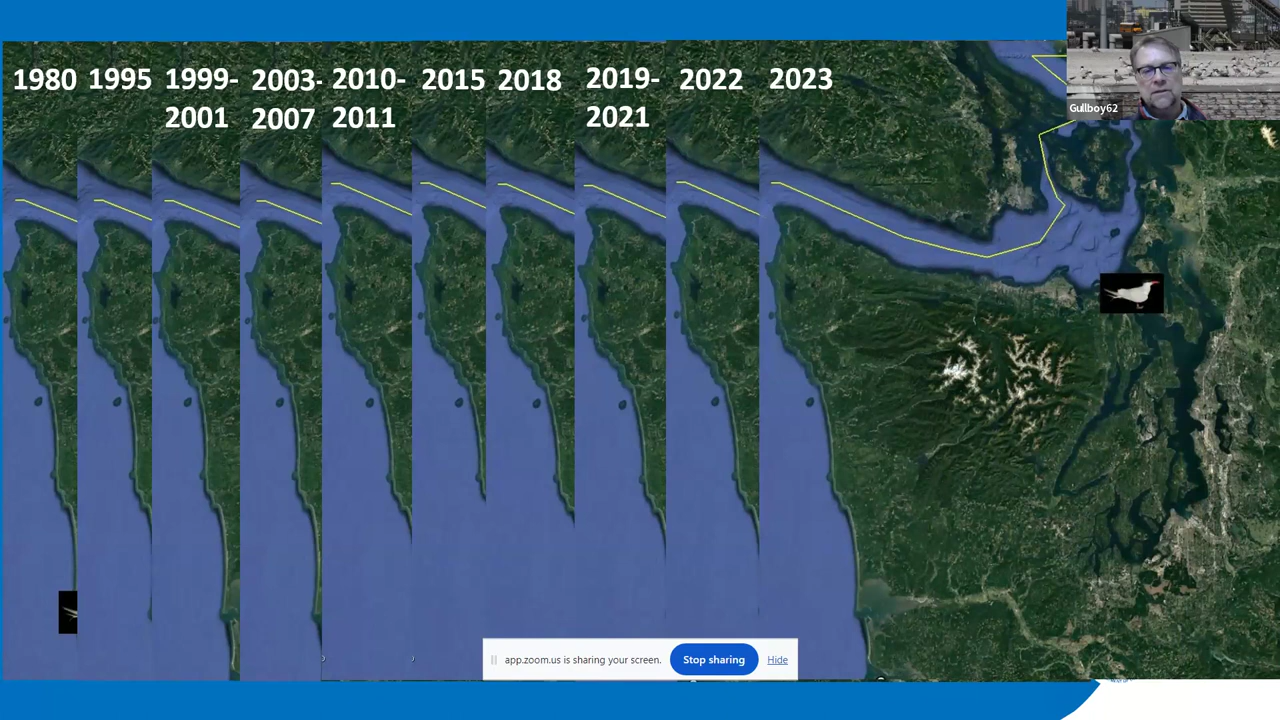 1980 1995 1999- 2003- 2010- 2015 2018 2019- 2022 2023
2001 2007 2011 2021
Gullboy62
app.zoom.us is sharing your screen. Stop sharing Hide